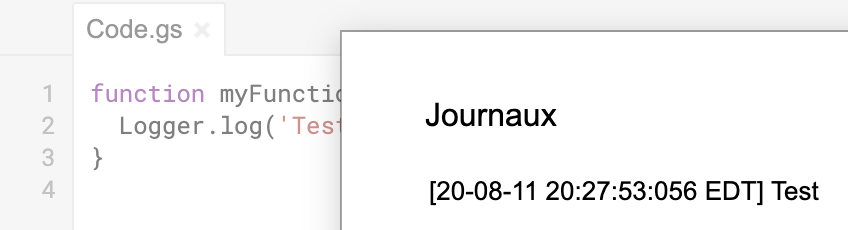 Code.gs ×
1 function myFunctio
2 Logger.log('Test
3 }
4
Journaux
[20-08-11 20:27:53:056 EDT] Test